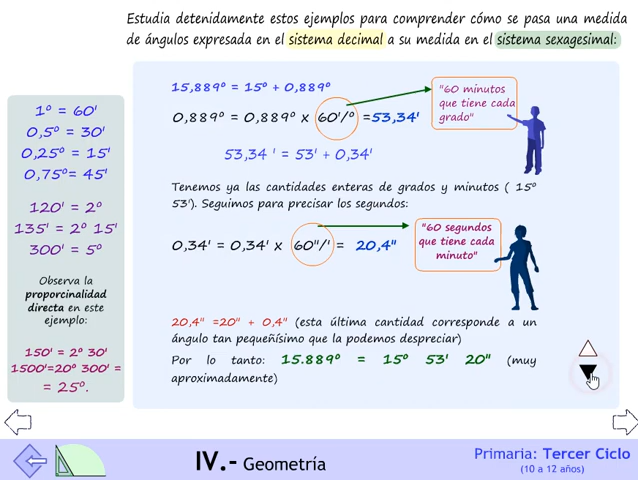 Estudia detenidamente estos ejemplos para comprender cómo se pasa una medida
de ángulos expresada en el sistema decimal a su medida en el sistema sexagesimal:
1º = 60'
0,5º = 30'
0,25º = 15'
0,75º= 45'
120' = 2º
135' = 2º 15'
300' = 5º
Observa la
proporcinalidad
directa en este
ejemplo:
150' = 2º 30'
1500'=20º 300' =
= 25º.
15,889º = 15º + 0,889º
0,889º = 0,889º x 60'/º =53,34'
"60 minutos
que tiene cada
grado"
53,34 ' = 53' + 0,34'
Tenemos ya las cantidades enteras de grados y minutos ( 15º
53'). Seguimos para precisar los segundos:
0,34' = 0,34' x 60"/' = 20,4"
"60 segundos
que tiene cada
minuto"
20,4" =20" + 0,4" (esta última cantidad corresponde a un
ángulo tan pequeñísimo que la podemos despreciar)
Por lo tanto: 15.889º = 15º 53' 20" (muy
aproximadamente)
IV.- Geometría
Primaria: Tercer Ciclo
(10 a 12 años)